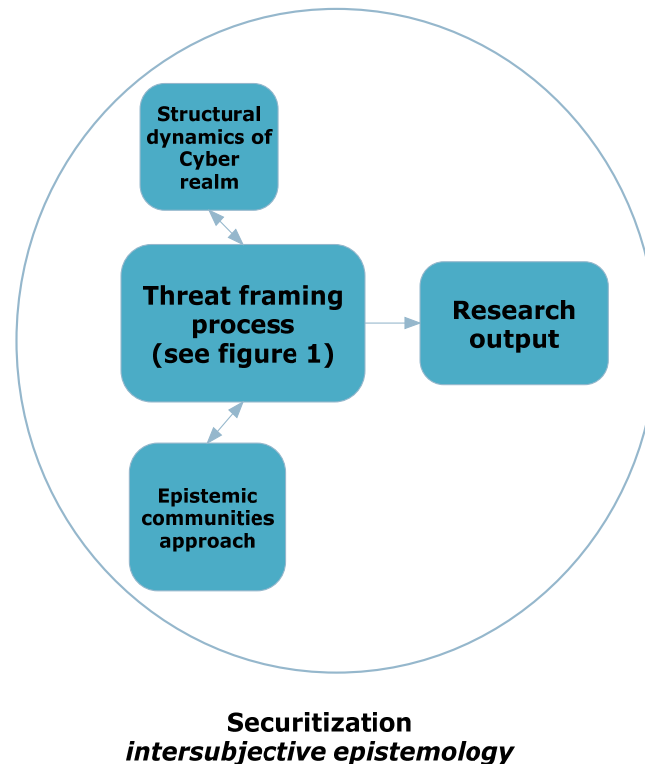 Structural
dynamics of
Cyber
realm
Threat framing
process
(see figure 1)
Research
output
Epistemic
communities
approach
Securitization
intersubjective epistemology